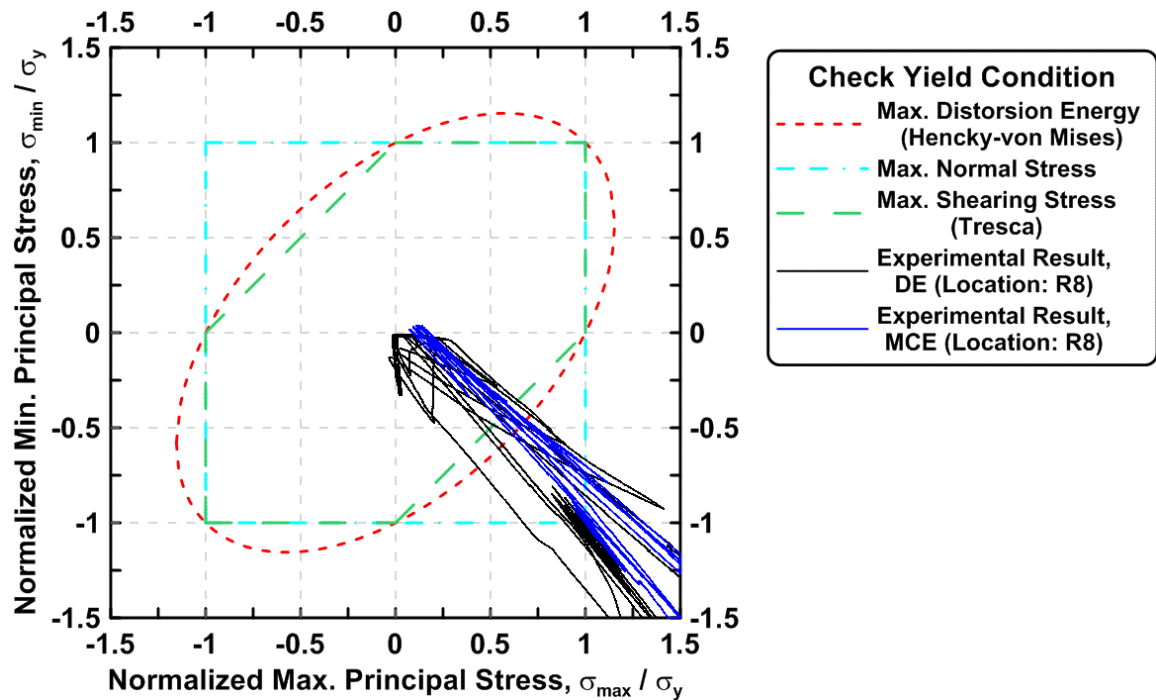 -1.5 -1 -0.5 0 0.5 1 1.5
1.5
1
0.5
0
-0.5
-1
-1.5
1.5
1
0.5
0
-0.5
-1
-1.5
-1.5 -1 -0.5 0 0.5 1 1.5
Normalized Min. Principal Stress, σmin / σy
Normalized Max. Principal Stress, σmax / σy
Check Yield Condition
Max. Distorsion Energy
(Hencky-von Mises)
Max. Normal Stress
Max. Shearing Stress
(Tresca)
Experimental Result,
DE (Location: R8)
Experimental Result,
MCE (Location: R8)